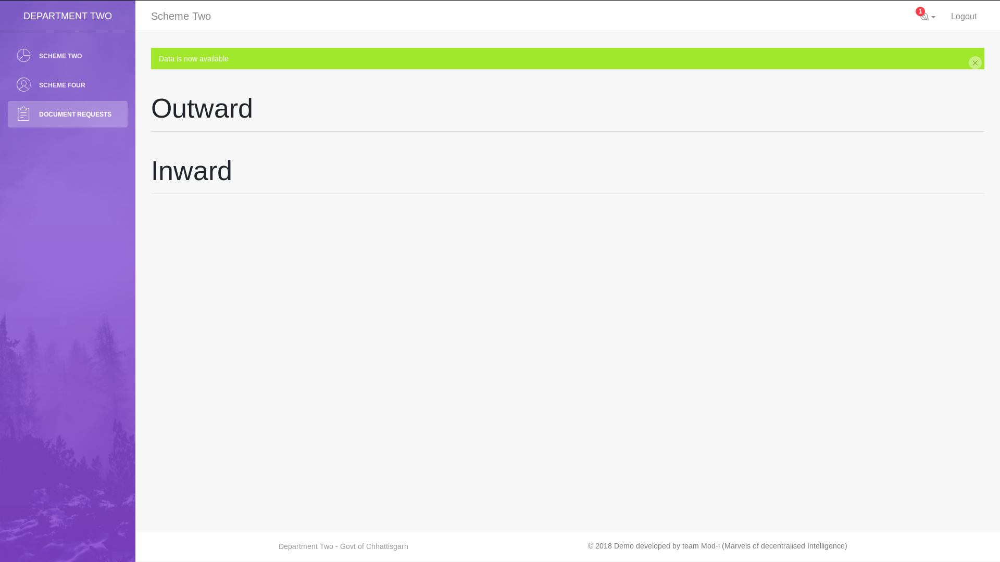 DEPARTMENT TWO
SCHEME TWO
SCHEME FOUR
DOCUMENT REQUESTS
Scheme Two
1
Logout
Data is now available
Outward
Inward
Department Two - Govt of Chhattisgarh
© 2018 Demo developed by team Mod-i (Marvels of decentralised Intelligence)